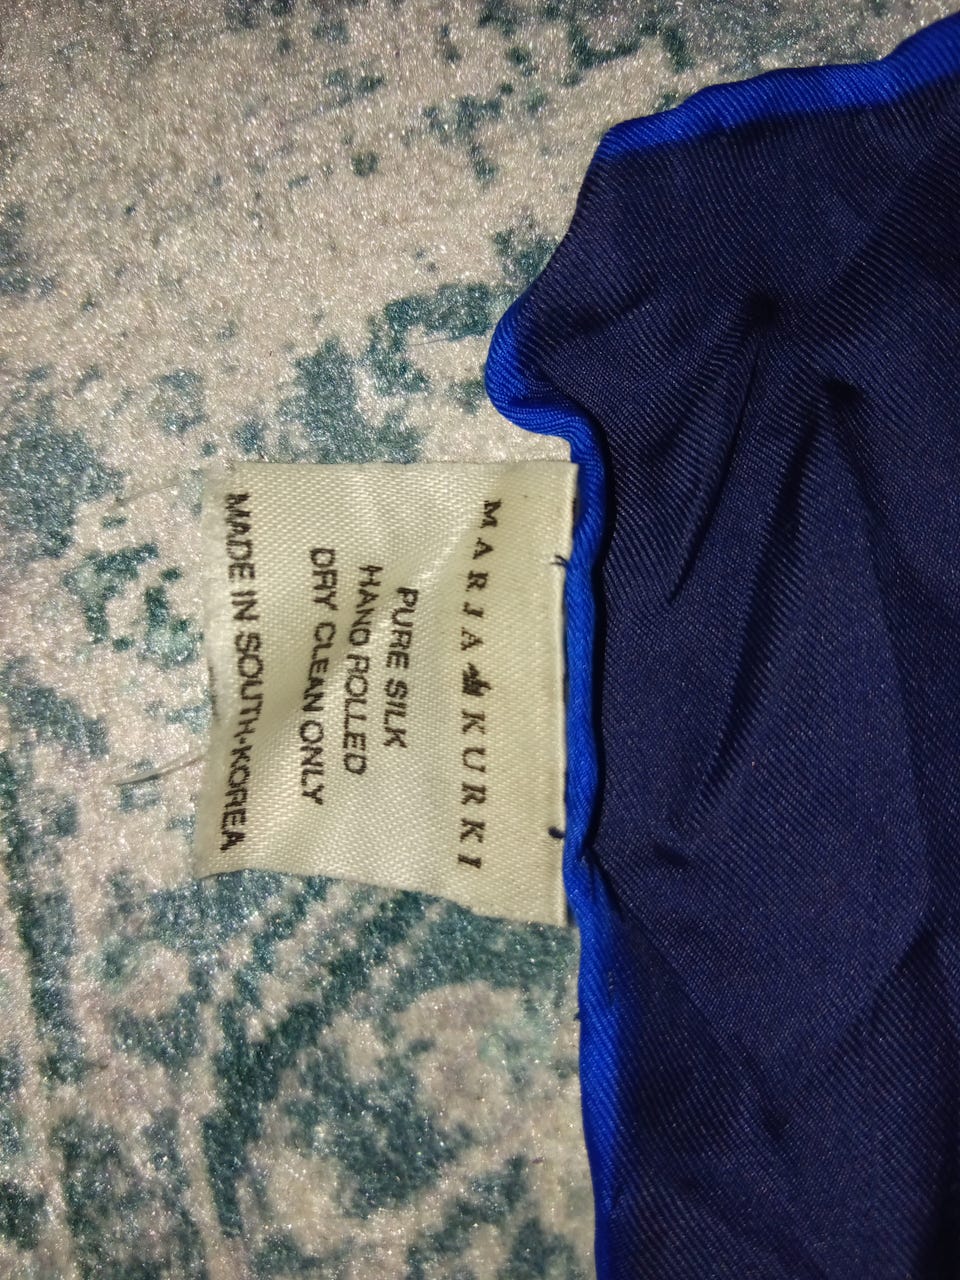 MARJA KURKI
PURE SILK
HAND ROLLED
DRY CLEAN ONLY
MADE IN SOUTH-KOREA